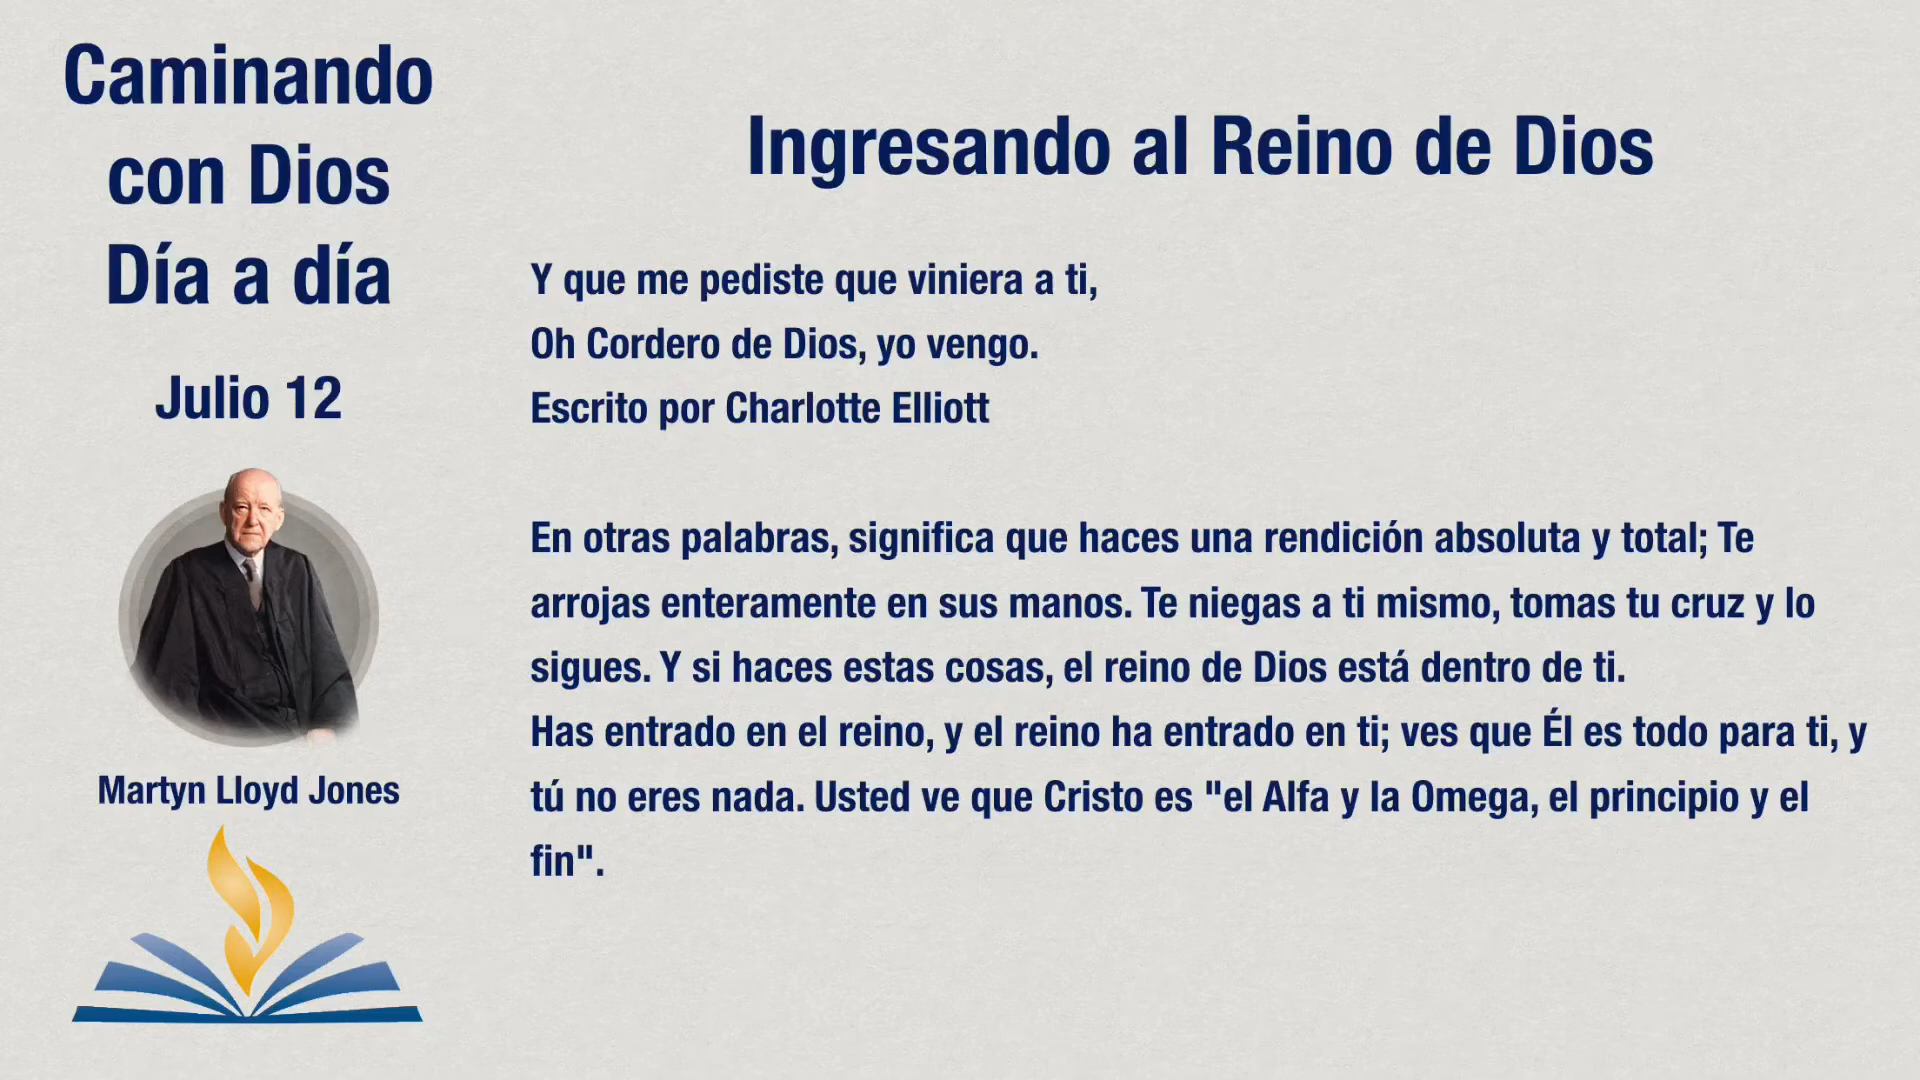 Caminando
con Dios
Día a día
Julio 12
Martyn Lloyd Jones
Ingresando al Reino de Dios
Y que me pediste que viniera a ti,
Oh Cordero de Dios, yo vengo.
Escrito por Charlotte Elliott
En otras palabras, significa que haces una rendición absoluta y total; Te
arrojas enteramente en sus manos. Te niegas a ti mismo, tomas tu cruz y lo
sigues. Y si haces estas cosas, el reino de Dios está dentro de ti.
Has entrado en el reino, y el reino ha entrado en ti; ves que Él es todo para ti, y
tú no eres nada. Usted ve que Cristo es "el Alfa y la Omega, el principio y el
fin".